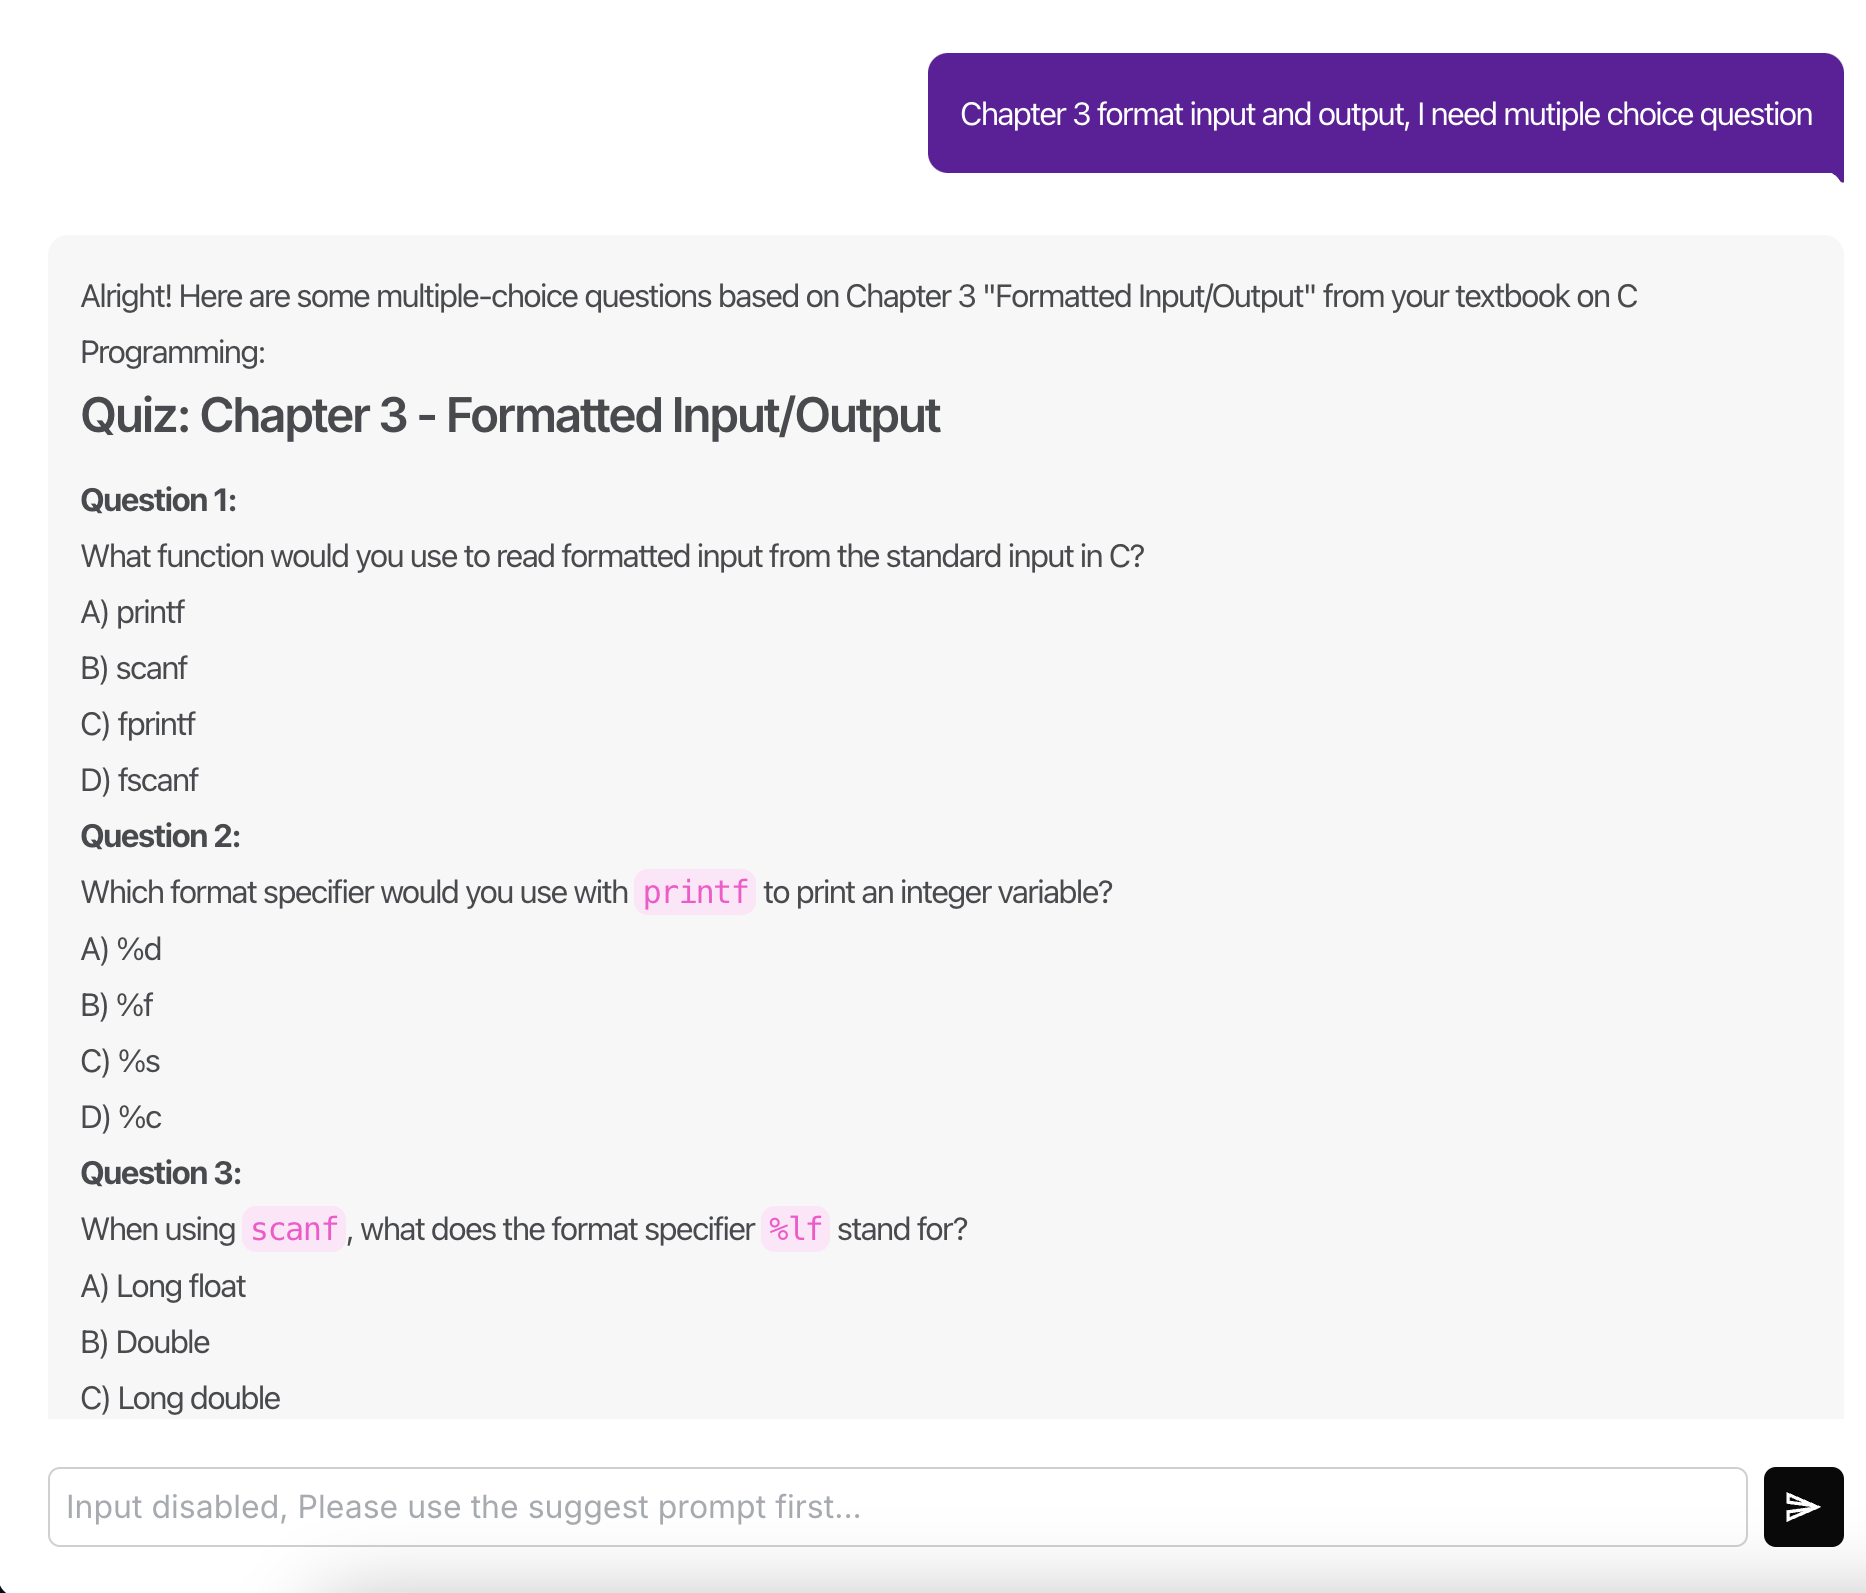 Chapter 3 format input and output, I need mutiple choice question
Alright! Here are some multiple-choice questions based on Chapter 3 "Formatted Input/Output" from your textbook on C
Programming:
Quiz: Chapter 3 - Formatted Input/Output
Question 1:
What function would you use to read formatted input from the standard input in C?
A) printf
B) scanf
C) fprintf
D) fscanf
Question 2:
Which format specifier would you use with printf to print an integer variable?
A) %d
B) %f
C) %s
D) %c
Question 3:
When using scanf, what does the format specifier %lf stand for?
A) Long float
B) Double
C) Long double
Input disabled, Please use the suggest prompt first...